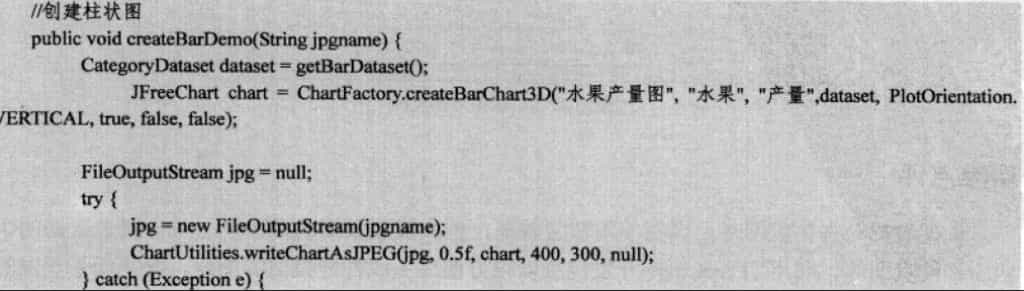 //创建柱状图
public void createBarDemo(String jpgname) {
CategoryDataset dataset = getBarDataset();
JFreeChart chart = ChartFactory.createBarChart3D("水果产量图", "水果", "产量",dataset, PlotOrientation.
VERTICAL, true, false, false);
FileOutputStream jpg = null;
try {
jpg = new FileOutputStream(jpgname);
ChartUtilities.writeChartAsJPEG(jpg, 0.5f, chart, 400, 300, null);
} catch (Exception e) {